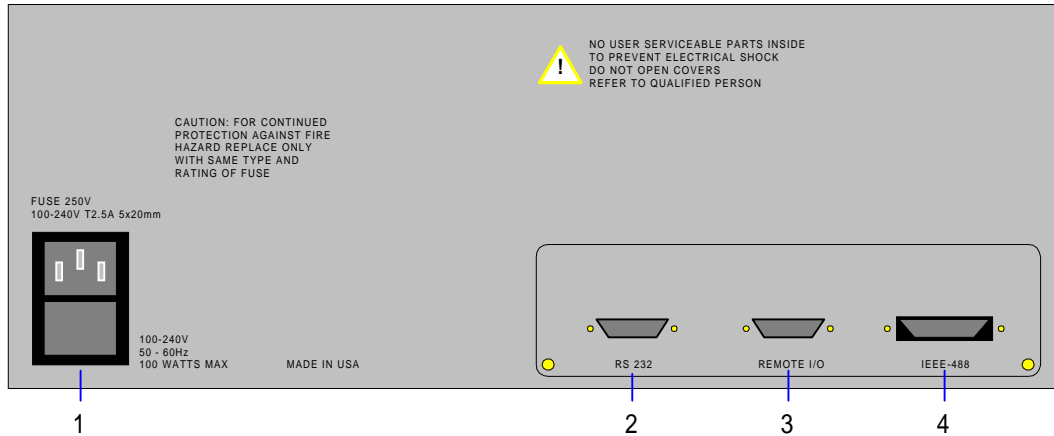 NO USER SERVICEABLE PARTS INSIDE
TO PREVENT ELECTRICAL SHOCK
DO NOT OPEN COVERS
REFER TO QUALIFIED PERSON
!
CAUTION: FOR CONTINUED
PROTECTION AGAINST FIRE
HAZARD REPLACE ONLY
WITH SAME TYPE AND
RATING OF FUSE
FUSE 250V
100-240V T2.5A 5x20mm
100-240V
50 - 60Hz
100 WATTS MAX
MADE IN USA
RS 232
REMOTE I/O
IEEE-488
1
2
3
4